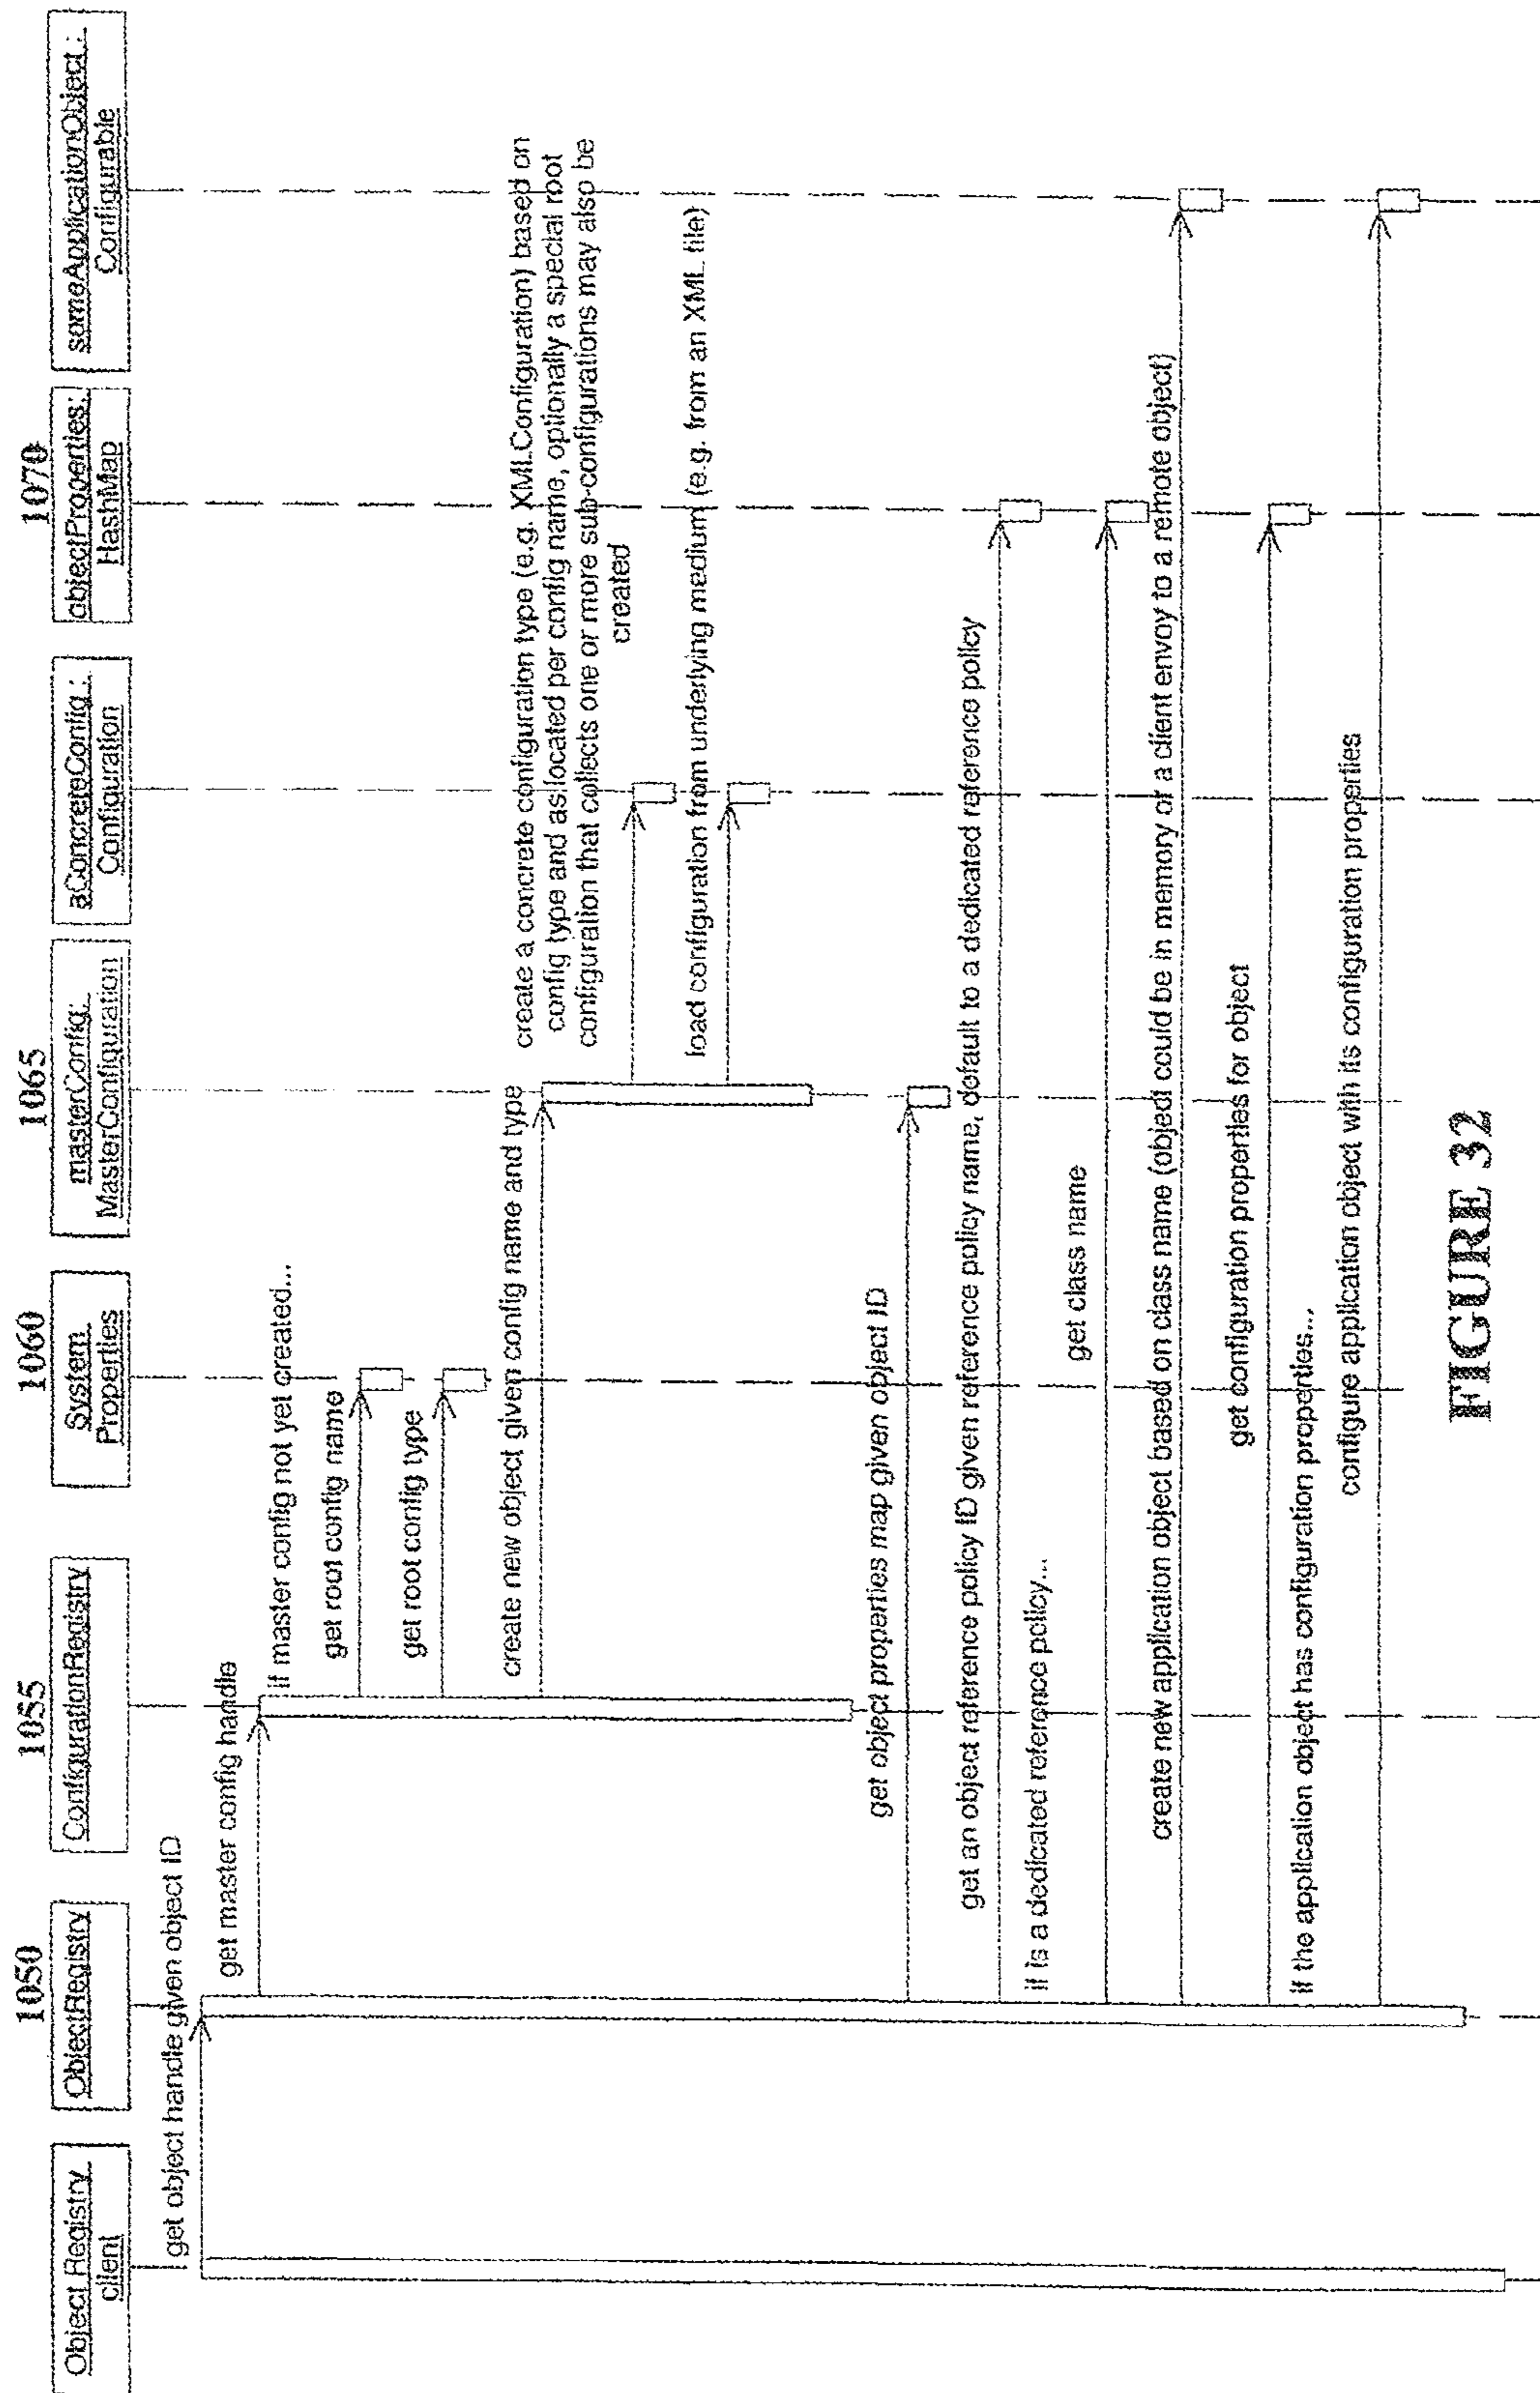 Object Registry
client
1050
ObjectRegistry
1055
ConfigurationRegistry
1060
System
Properties
1065
masterConfig:
MasterConfiguration
aConcreteConfig :
Configuration
1070
objectProperties:
HashMap
someApplicationObject :
Configurable
get object handle given object ID
get master config handle
if master config not yet created...
get root config name
get root config type
create new object given config name and type
create a concrete configuration type (e.g. XMLConfiguration) based on
config type and as located per config name, optionally a special root
configuration that collects one or more sub-configurations may also be
created
load configuration from underlying medium (e.g. from an XML file)
get object properties map given object ID
get an object reference policy ID given reference policy name, default to a dedicated reference policy
if is a dedicated reference policy...
get class name
create new application object based on class name (object could be in memory or a client envoy to a remote object)
get configuration properties for object
if the application object has configuration properties...
configure application object with its configuration properties
FIGURE 32